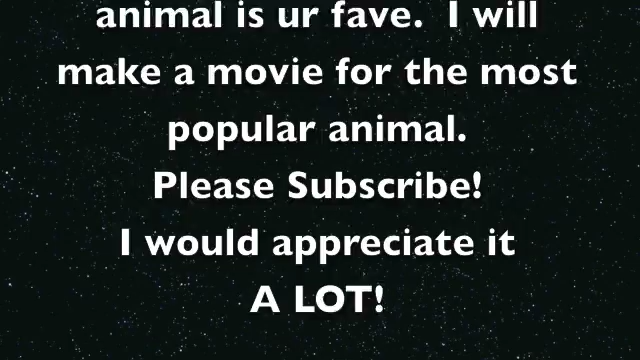 animal is ur fave.  I will
make a movie for the most
popular animal.
Please Subscribe!
I would appreciate it
A LOT!